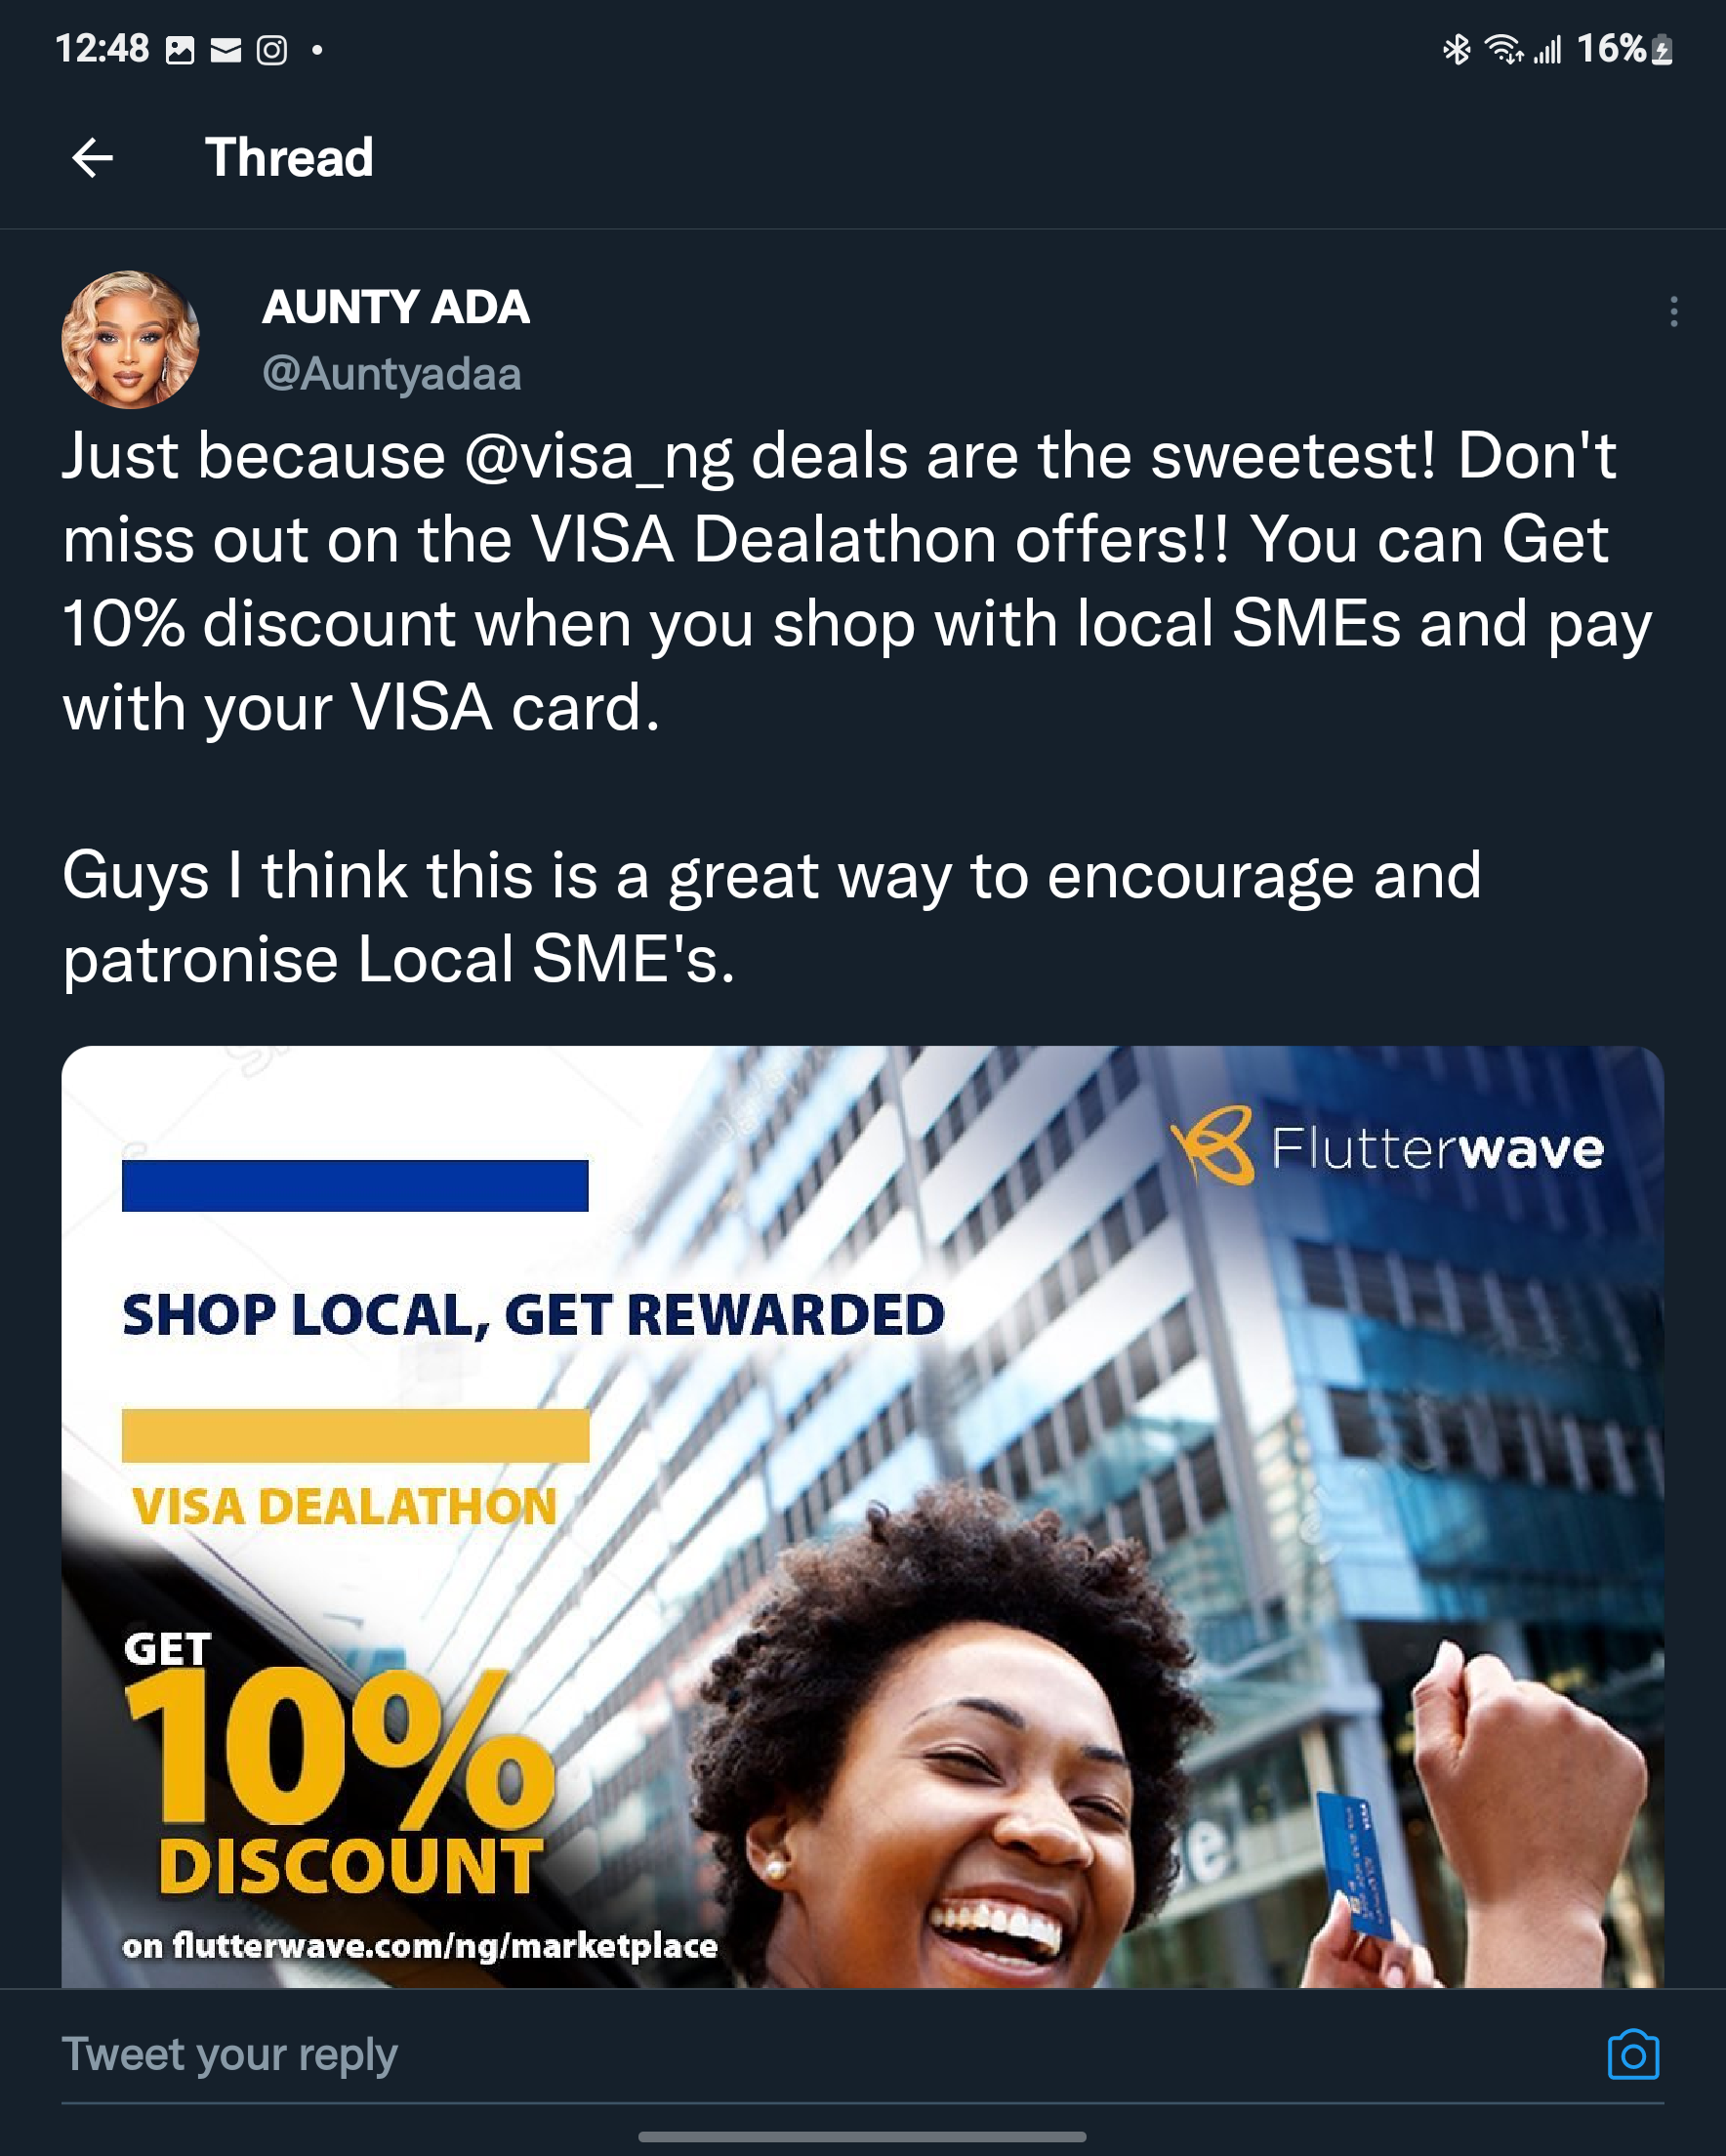 12:48
16%
Thread
AUNTY ADA
@Auntyadaa
Just because @visa_ng deals are the sweetest! Don't
miss out on the VISA Dealathon offers!! You can Get
10% discount when you shop with local SMEs and pay
with your VISA card.
Guys I think this is a great way to encourage and
patronise Local SME's.
Flutterwave
SHOP LOCAL, GET REWARDED
VISA DEALATHON
GET
10%
DISCOUNT
on flutterwave.com/ng/marketplace
Tweet your reply